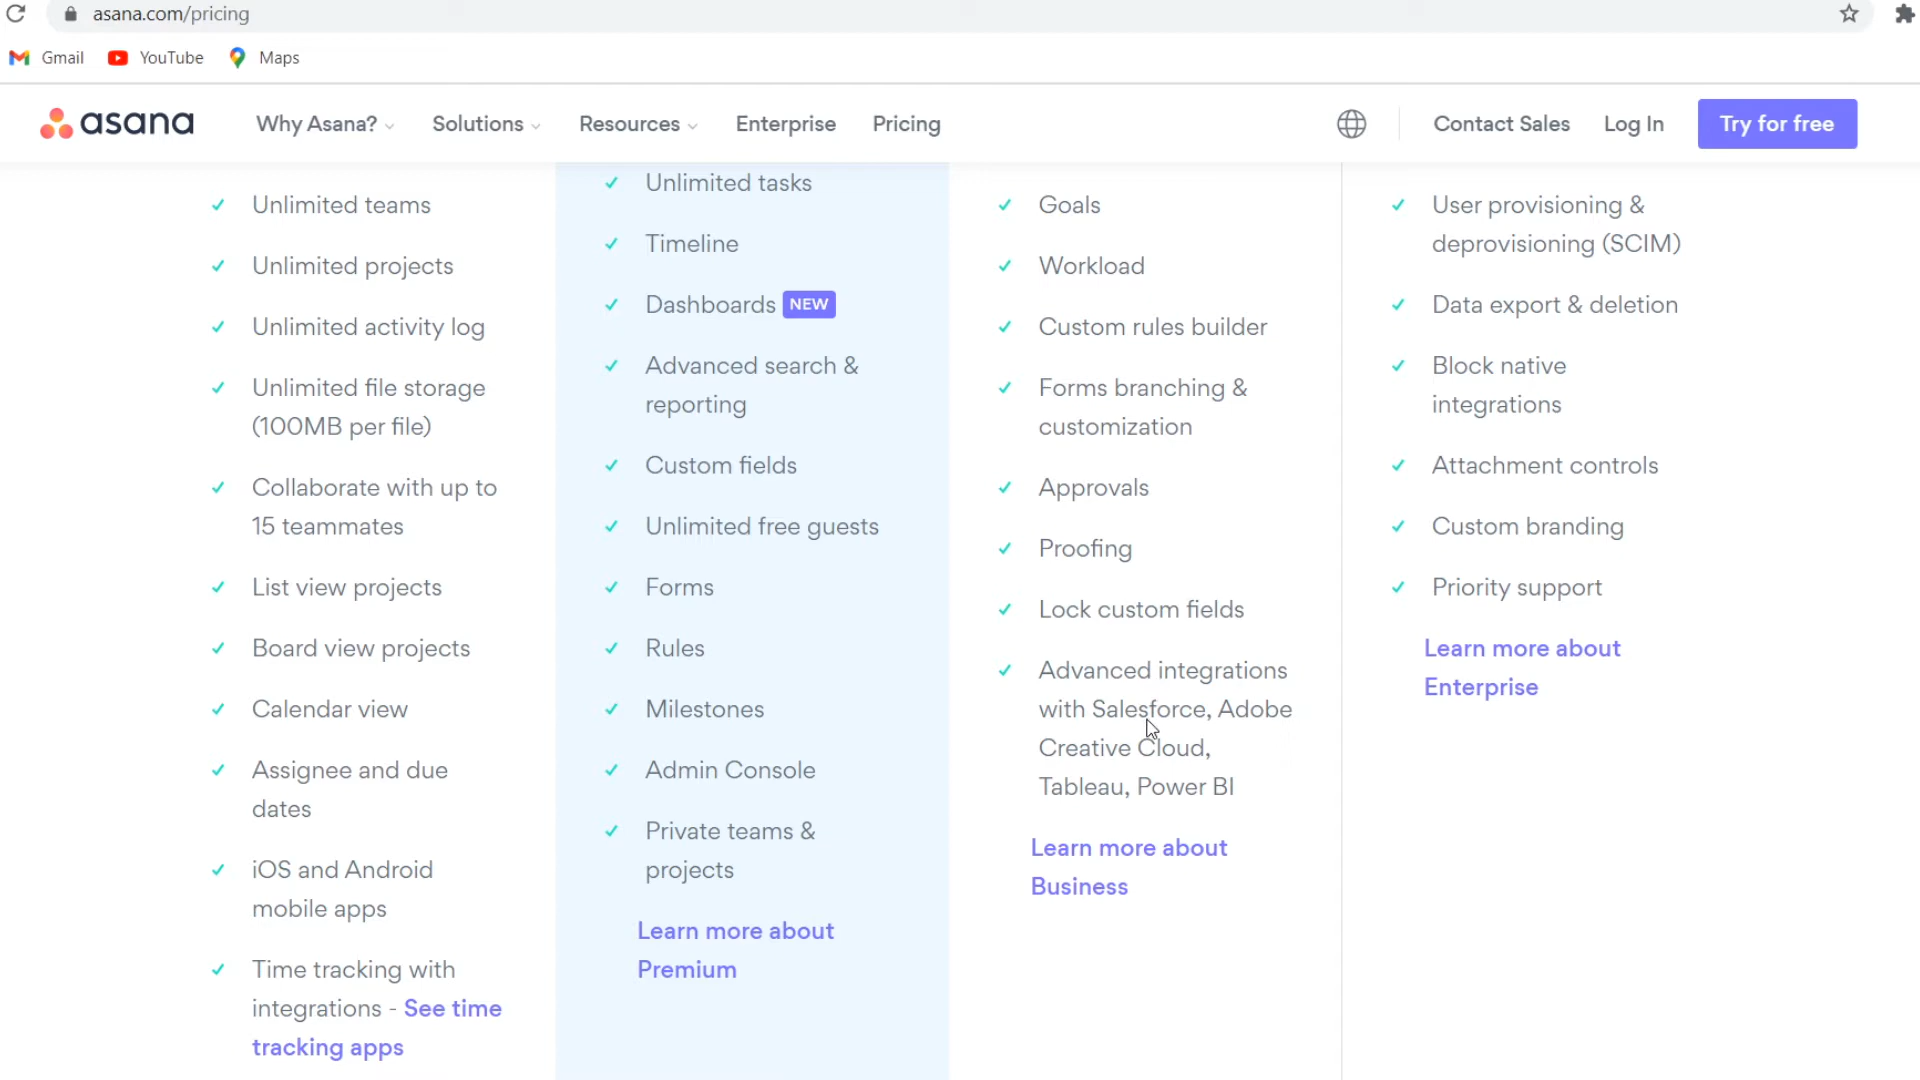 asana.com/pricing
Gmail
YouTube
Maps
asana
Why Asana?
Solutions
Resources
Enterprise
Pricing
Contact Sales
Log In
Try for free
Unlimited teams
Unlimited projects
Unlimited activity log
Unlimited file storage
(100MB per file)
Collaborate with up to
15 teammates
List view projects
Board view projects
Calendar view
Assignee and due
dates
iOS and Android
mobile apps
Time tracking with
integrations - See time
tracking apps
Unlimited tasks
Timeline
Dashboards NEW
Advanced search &
reporting
Custom fields
Unlimited free guests
Forms
Rules
Milestones
Admin Console
Private teams &
projects
Learn more about
Premium
Goals
Workload
Custom rules builder
Forms branching &
customization
Approvals
Proofing
Lock custom fields
Advanced integrations
with Salesforce, Adobe
Creative Cloud,
Tableau, Power BI
Learn more about
Business
User provisioning &
deprovisioning (SCIM)
Data export & deletion
Block native
integrations
Attachment controls
Custom branding
Priority support
Learn more about
Enterprise